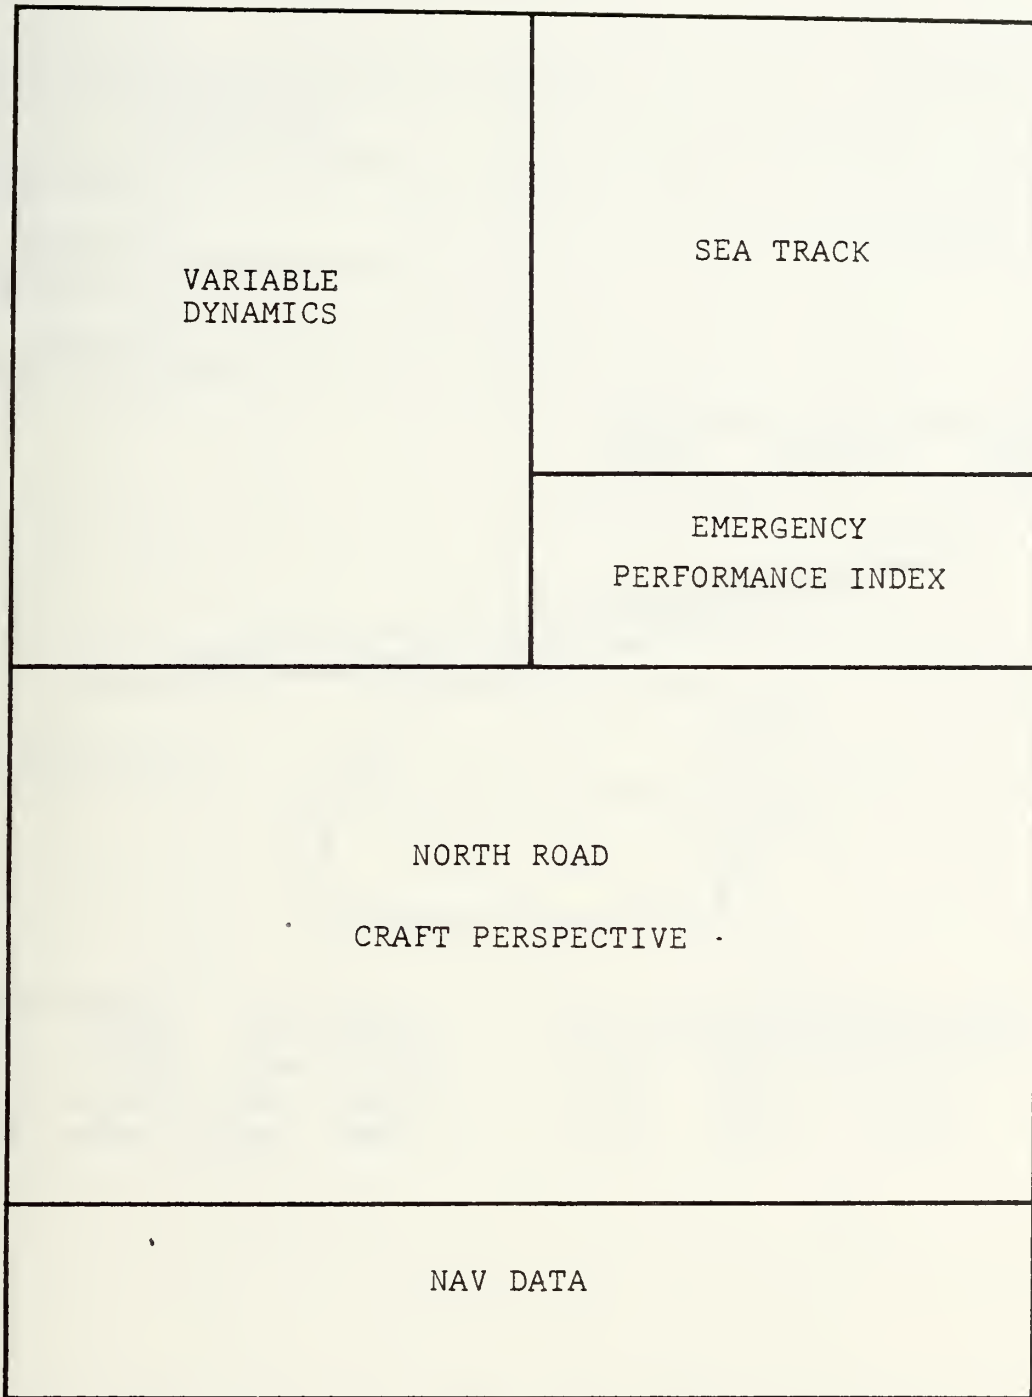 VARIABLE
DYNAMICS
SEA TRACK
EMERGENCY
PERFORMANCE INDEX
NORTH ROAD
CRAFT PERSPECTIVE
NAV DATA